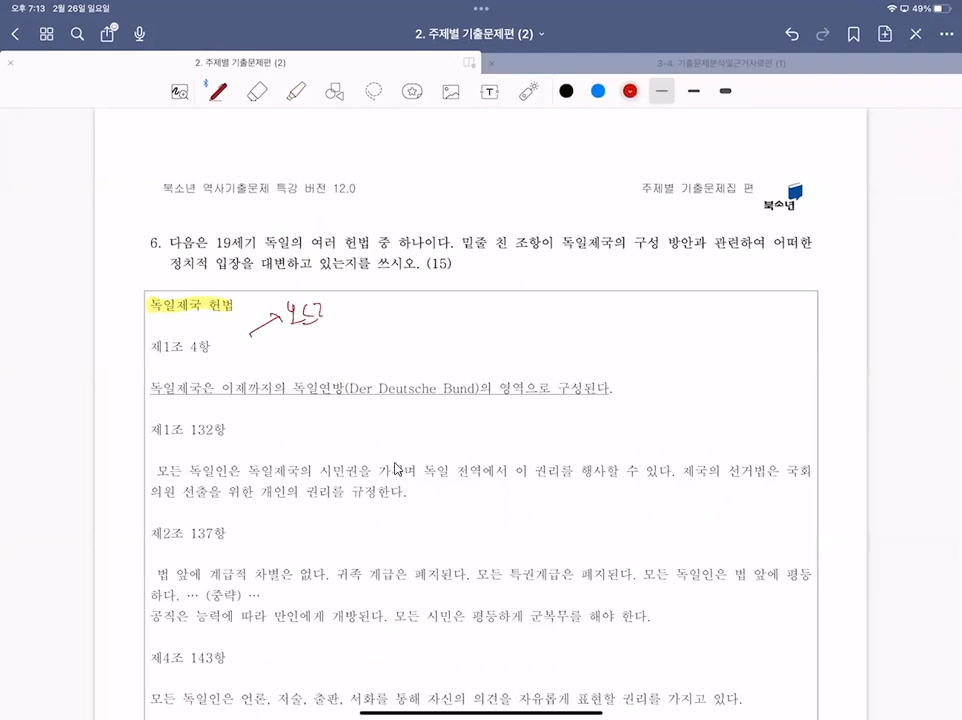 오후 7:13 2월 26일 일요일
49%
2. 주제별 기출문제편 (2)
2. 주제별 기출문제편 (2)
3-4. 기출문제분석및근거자료편 (1)
북소년 역사기출문제 특강 버전 12.0
주제별 기출문제집 편
북소년
6. 다음은 19세기 독일의 여러 헌법 중 하나이다. 밑줄 친 조항이 독일제국의 구성 방안과 관련하여 어떠한
정치적 입장을 대변하고 있는지를 쓰시오. (15)
독일제국 헌법
제1조 4항
독일제국은 이제까지의 독일연방(Der Deutsche Bund)의 영역으로 구성된다.
제1조 132항
모든 독일인은 독일제국의 시민권을 가지며 독일 전역에서 이 권리를 행사할 수 있다. 제국의 선거법은 국회
의원 선출을 위한 개인의 권리를 규정한다.
제2조 137항
법 앞에 계급적 차별은 없다. 귀족 계급은 폐지된다. 모든 특권계급은 폐지된다. 모든 독일인은 법 앞에 평등
하다. … (중략) …
공직은 능력에 따라 만인에게 개방된다. 모든 시민은 평등하게 군복무를 해야 한다.
제4조 143항
모든 독일인은 언론, 저술, 출판, 서화를 통해 자신의 의견을 자유롭게 표현할 권리를 가지고 있다.